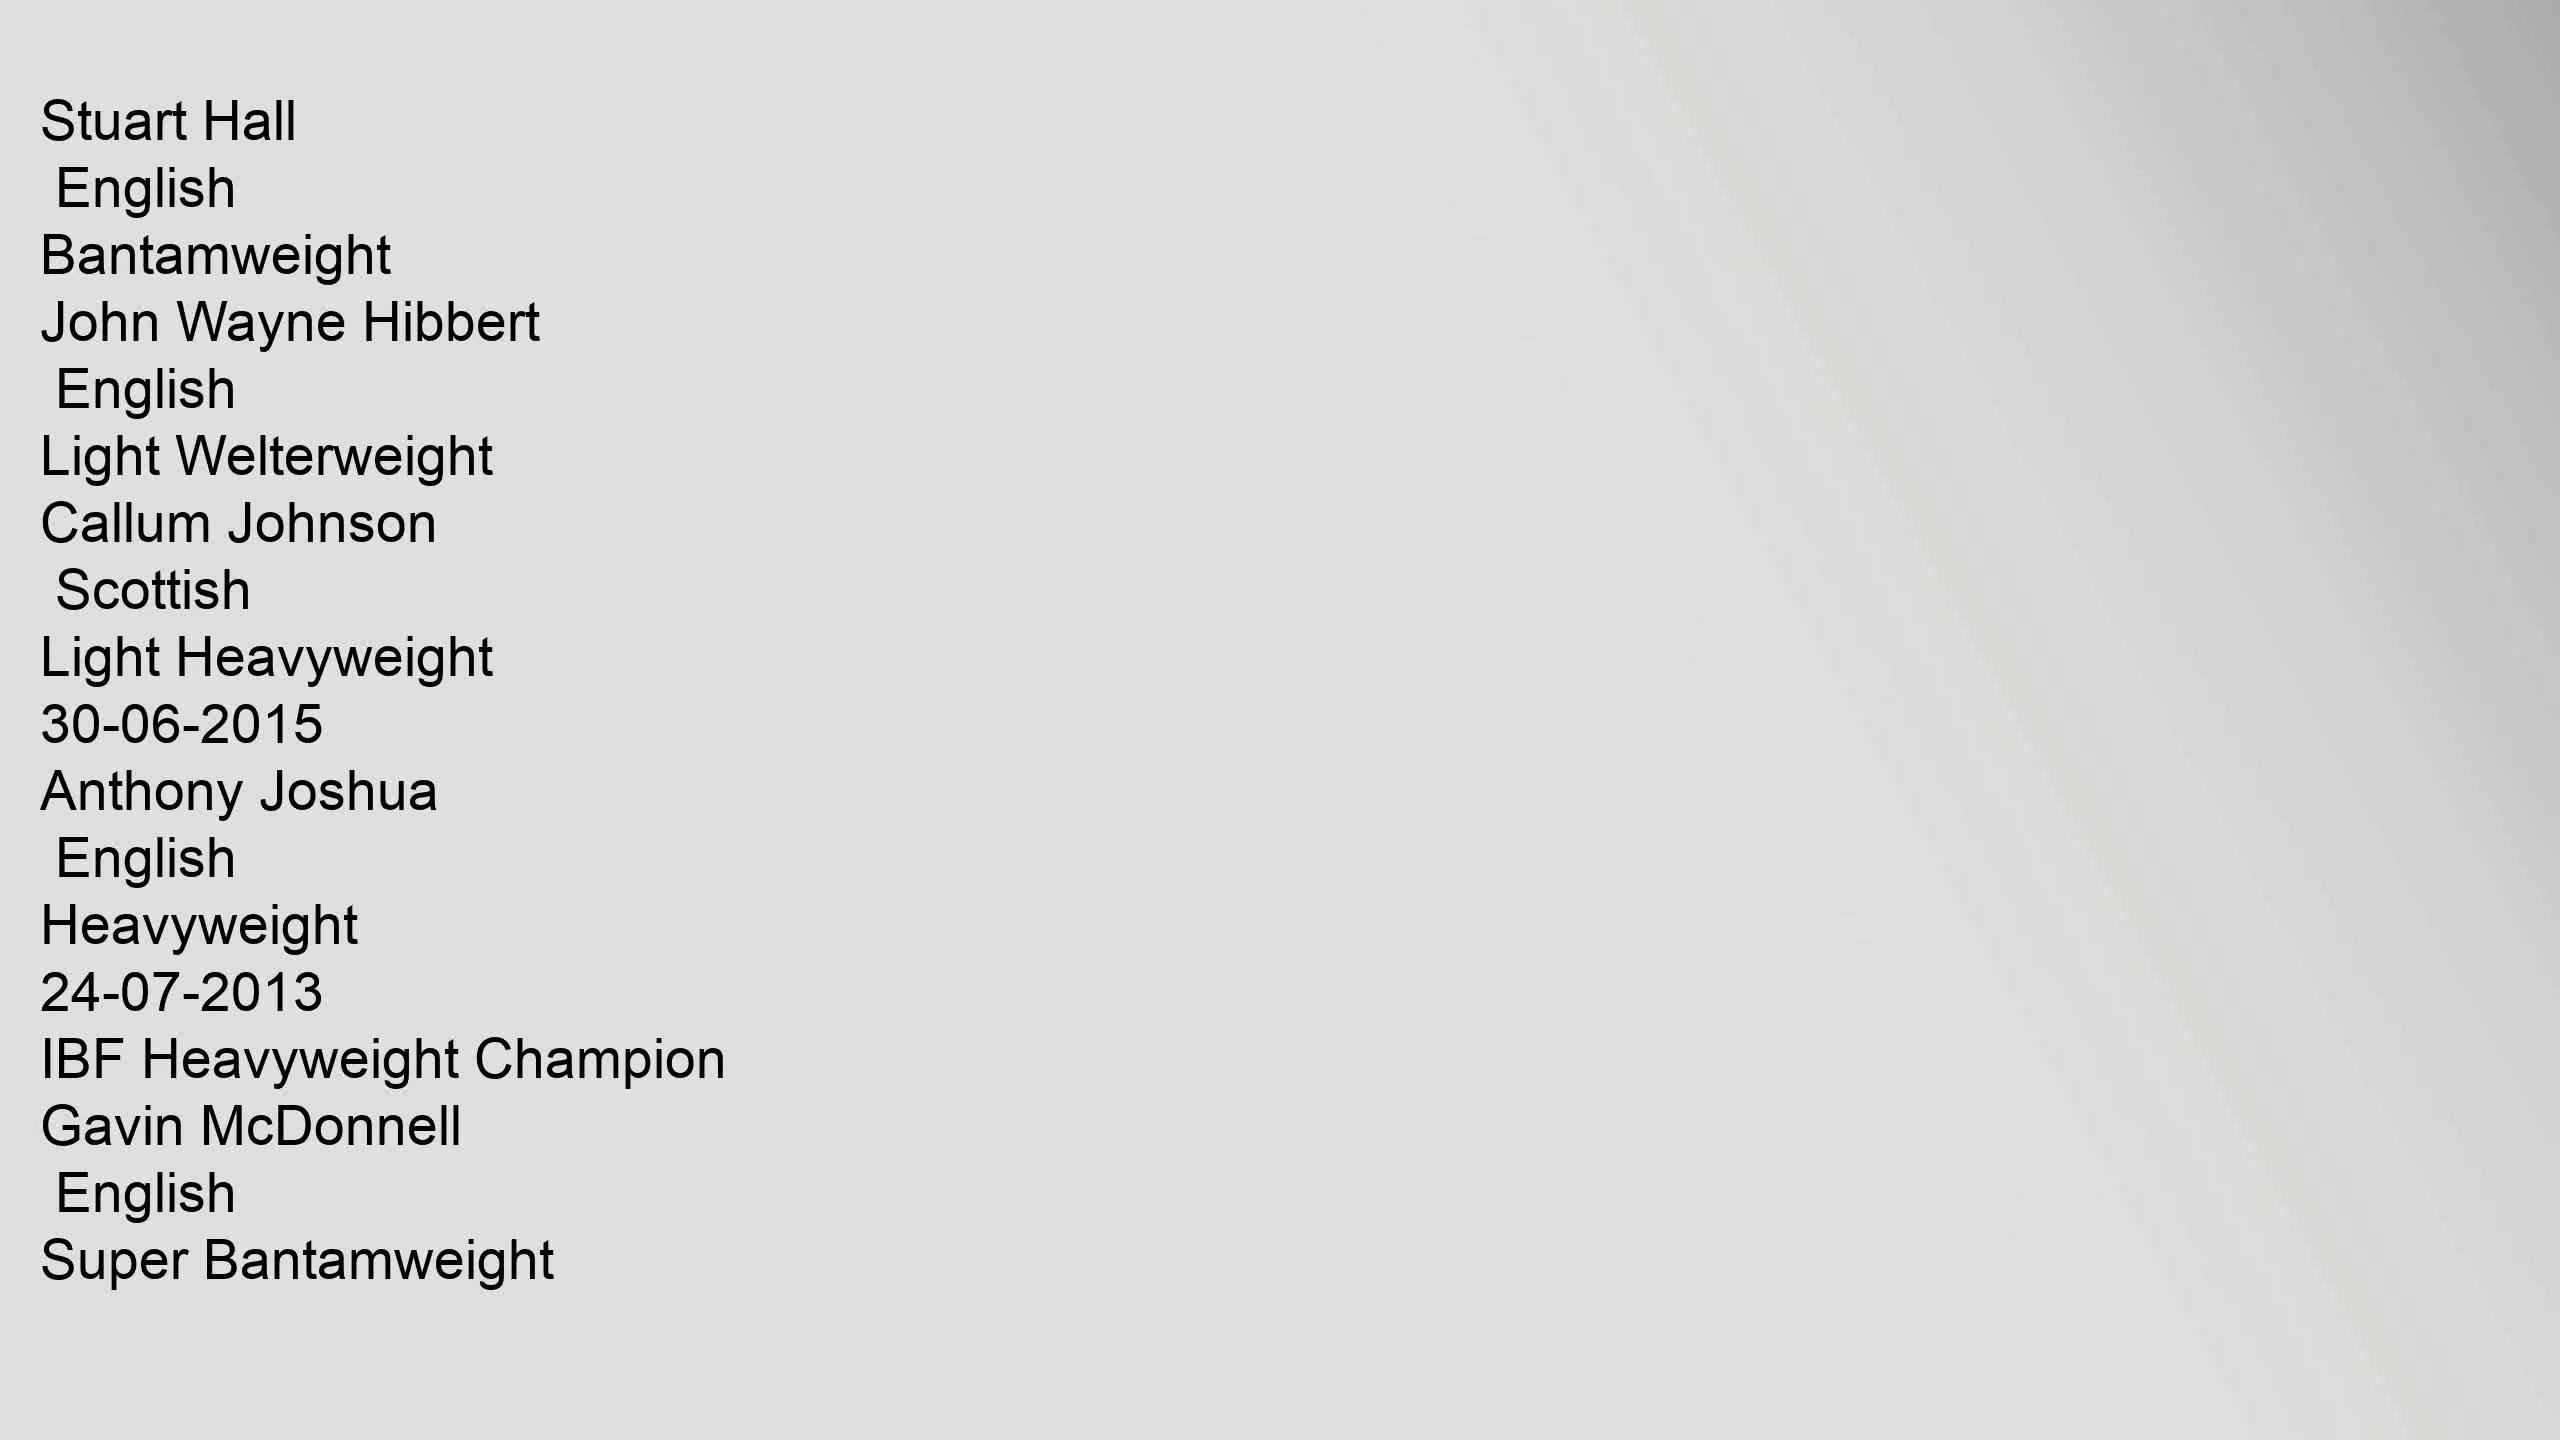 Stuart Hall
English
Bantamweight
John Wayne Hibbert
English
Light Welterweight
Callum Johnson
Scottish
Light Heavyweight
30-06-2015
Anthony Joshua
English
Heavyweight
24-07-2013
IBF Heavyweight Champion
Gavin McDonnell
English
Super Bantamweight